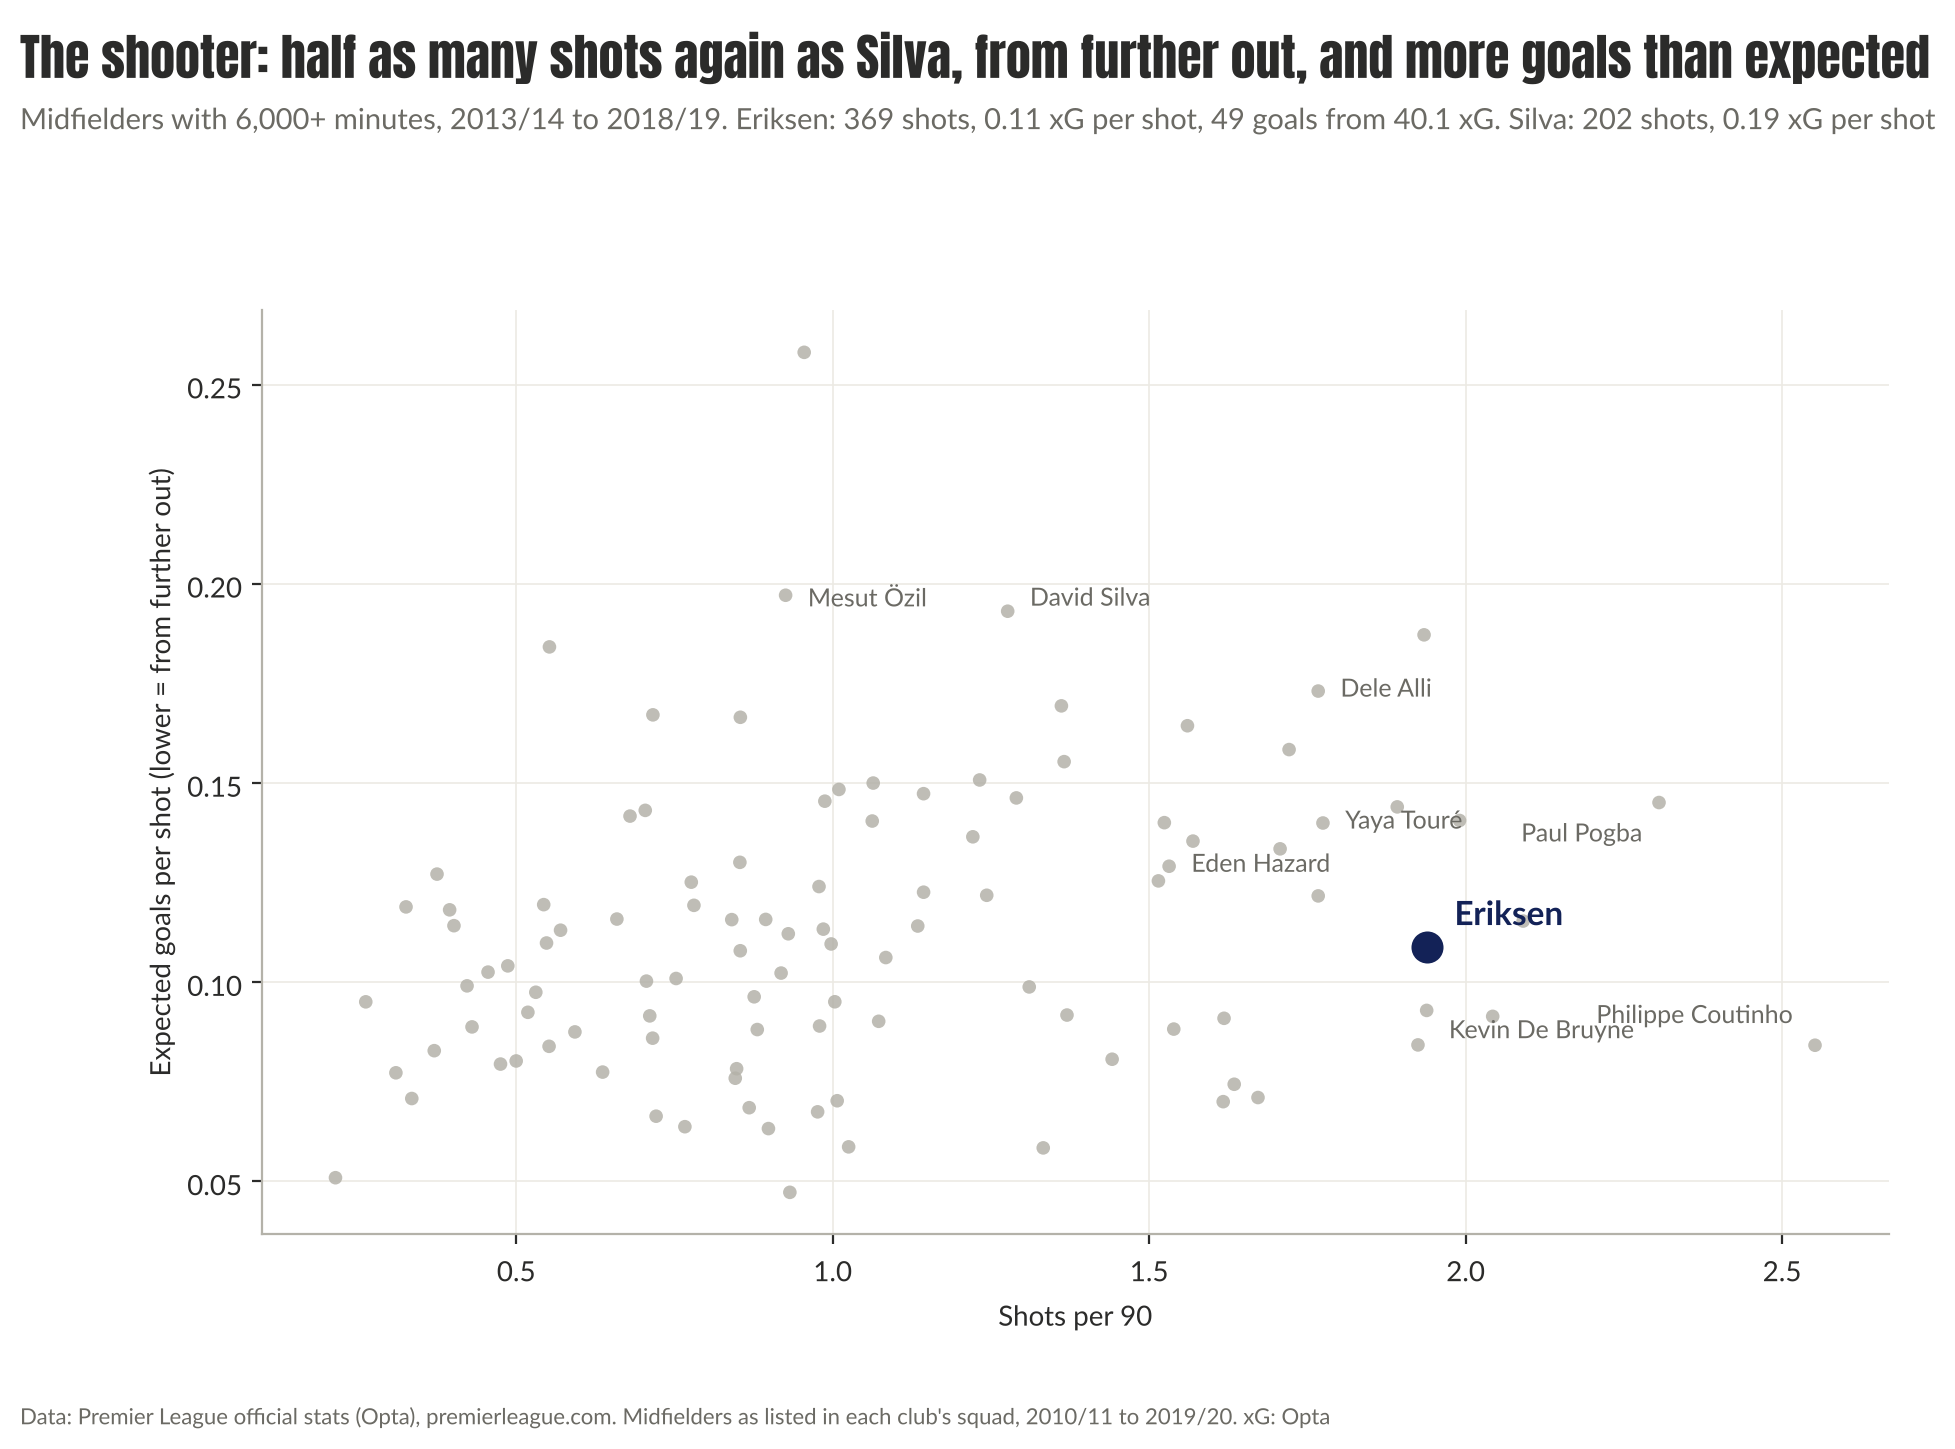 The shooter: half as many shots again as Silva, from further out, and more goals than expected
Midfielders with 6,000+ minutes, 2013/14 to 2018/19. Eriksen: 369 shots, 0.11 xG per shot, 49 goals from 40.1 xG. Silva: 202 shots, 0.19 xG per shot
Expected goals per shot (lower = from further out)
0.25
0.20
0.15
0.10
0.05
Mesut Özil
David Silva
Dele Alli
Yaya Touré
Paul Pogba
Eden Hazard
Eriksen
Philippe Coutinho
Kevin De Bruyne
0.5
1.0
1.5
2.0
2.5
Shots per 90
Data: Premier League official stats (Opta), premierleague.com. Midfielders as listed in each club's squad, 2010/11 to 2019/20. xG: Opta